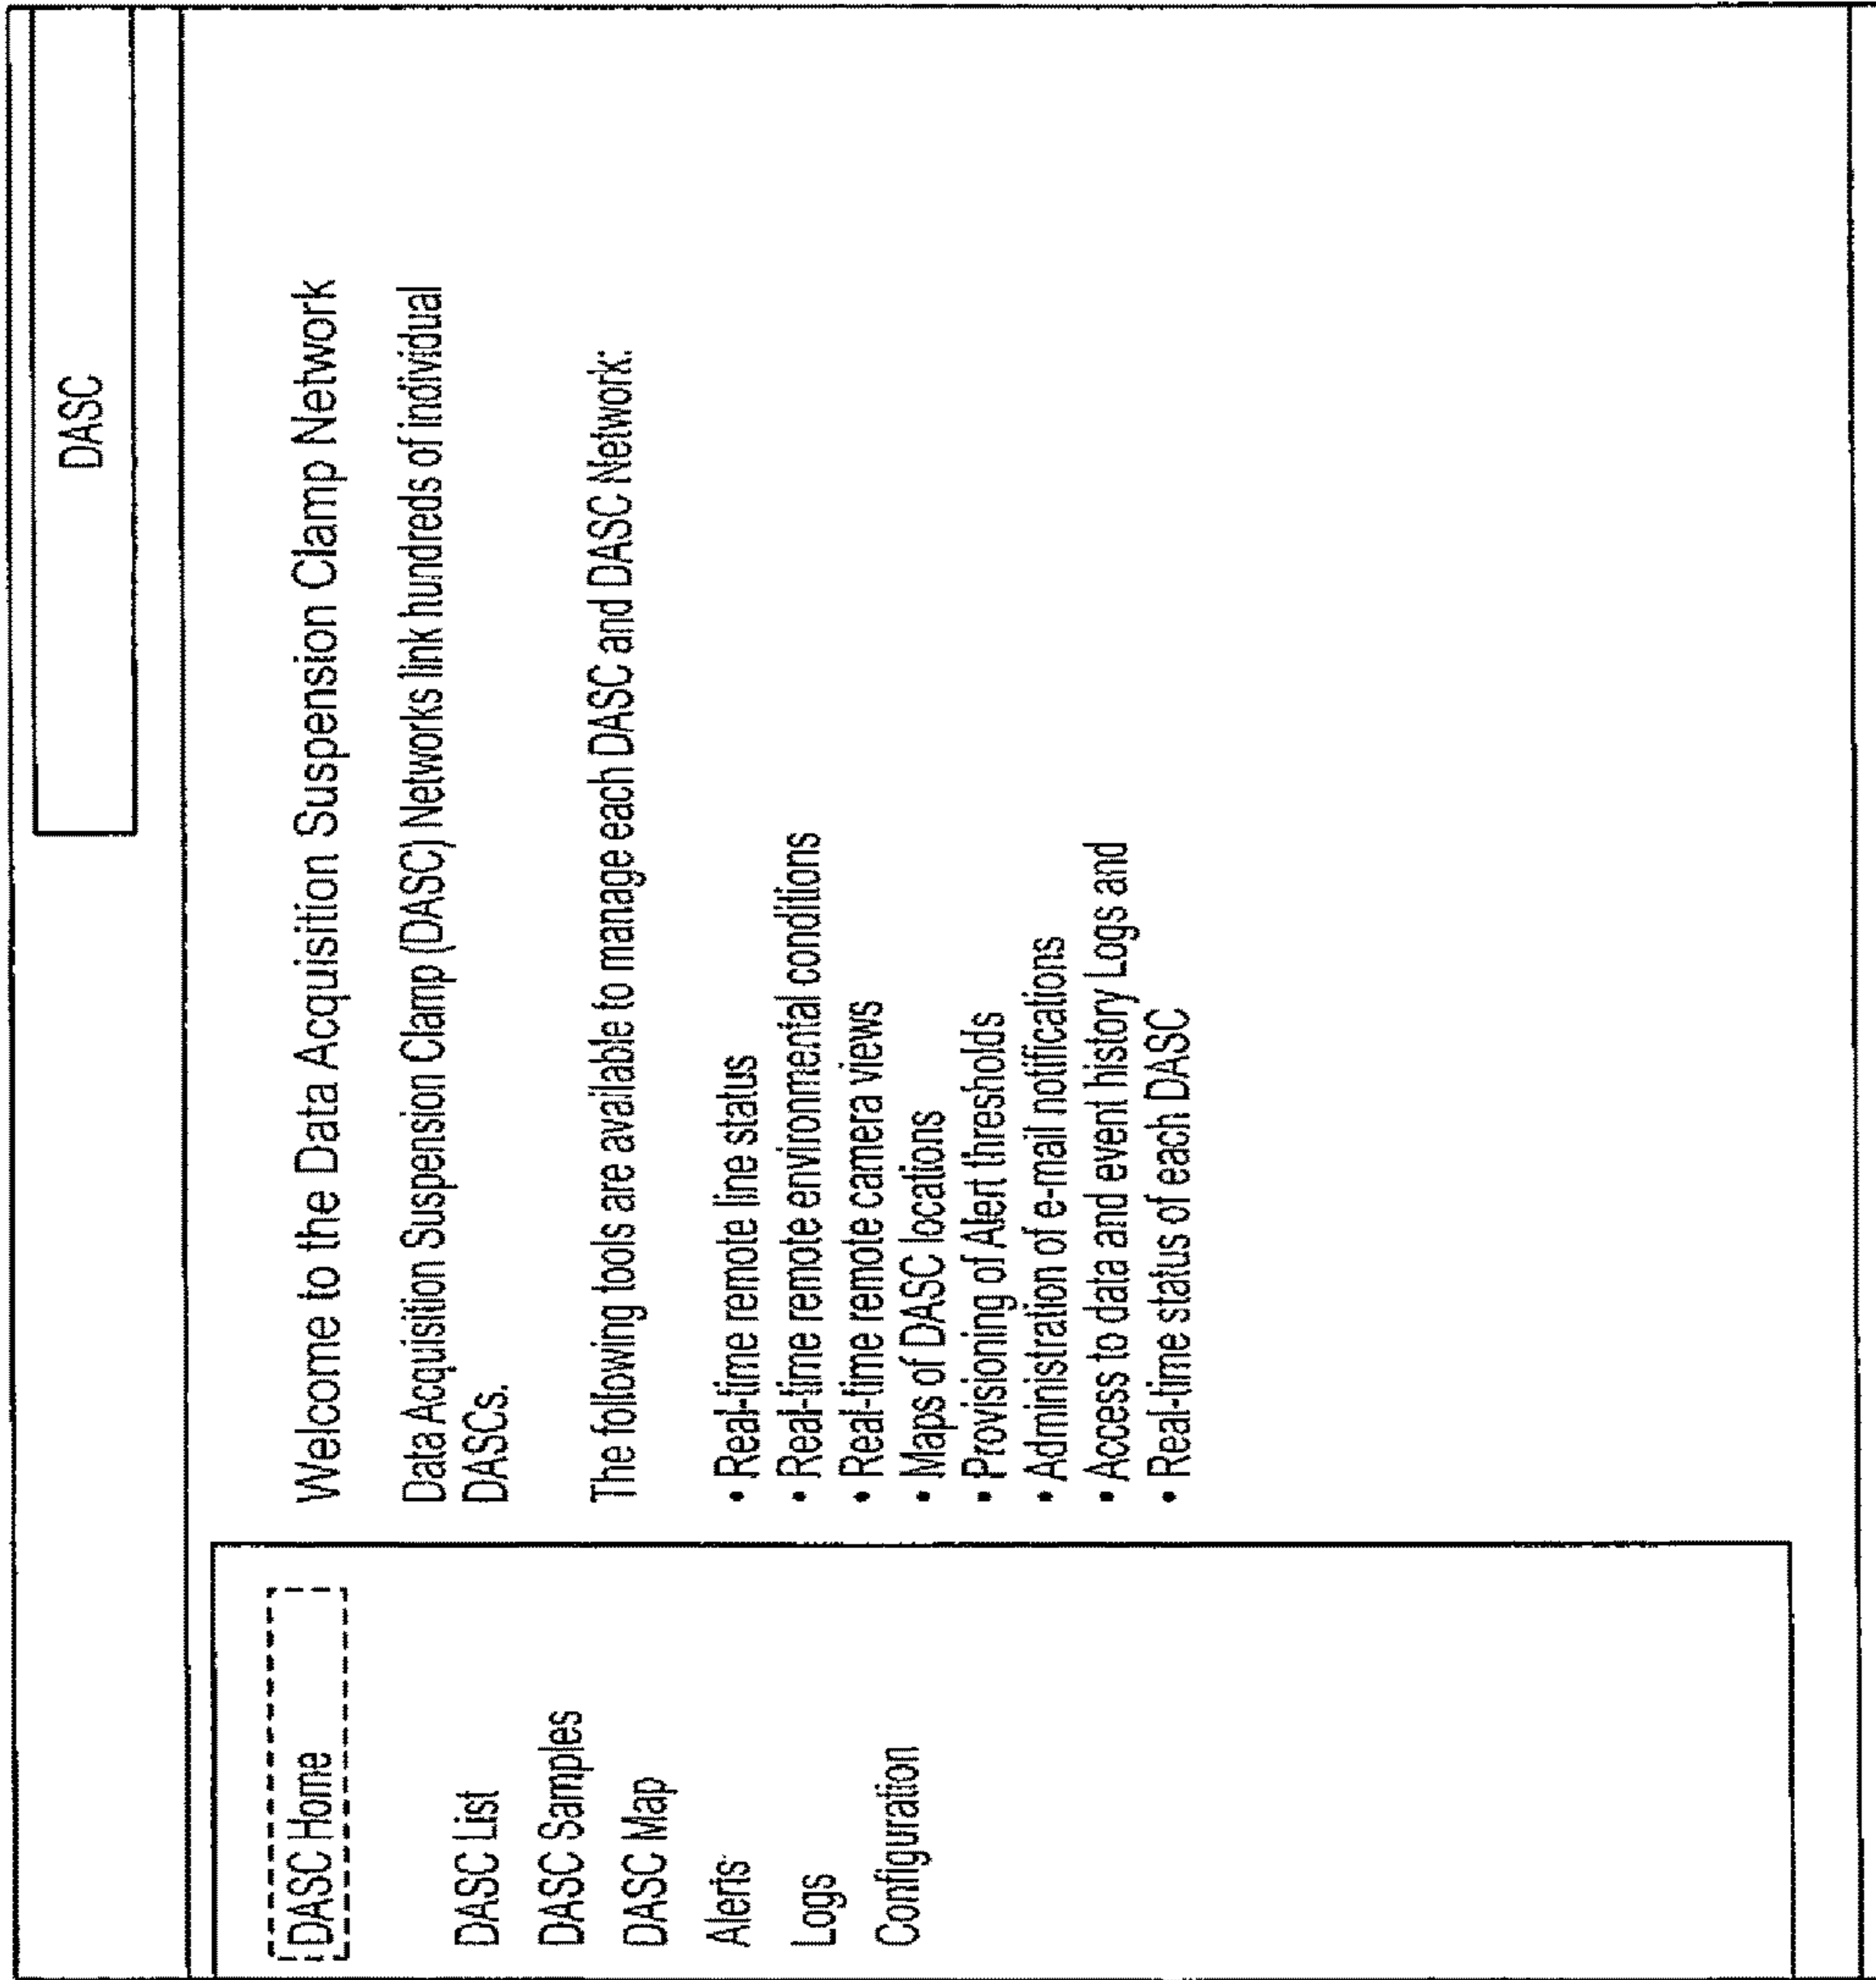 DASC
DASC Home
DASC List
DASC Samples
DASC Map
Alerts
Logs
Configuration
Welcome to the Data Acquisition Suspension Clamp Network
Data Acquisition Suspension Clamp (DASC) Networks link hundreds of individual
DASCs.
The following tools are available to manage each DASC and DASC Network:
• Real-time remote line status
• Real-time remote environmental conditions
• Real-time remote camera views
• Maps of DASC locations
• Provisioning of Alert thresholds
• Administration of e-mail notifications
• Access to data and event history Logs and
• Real-time status of each DASC